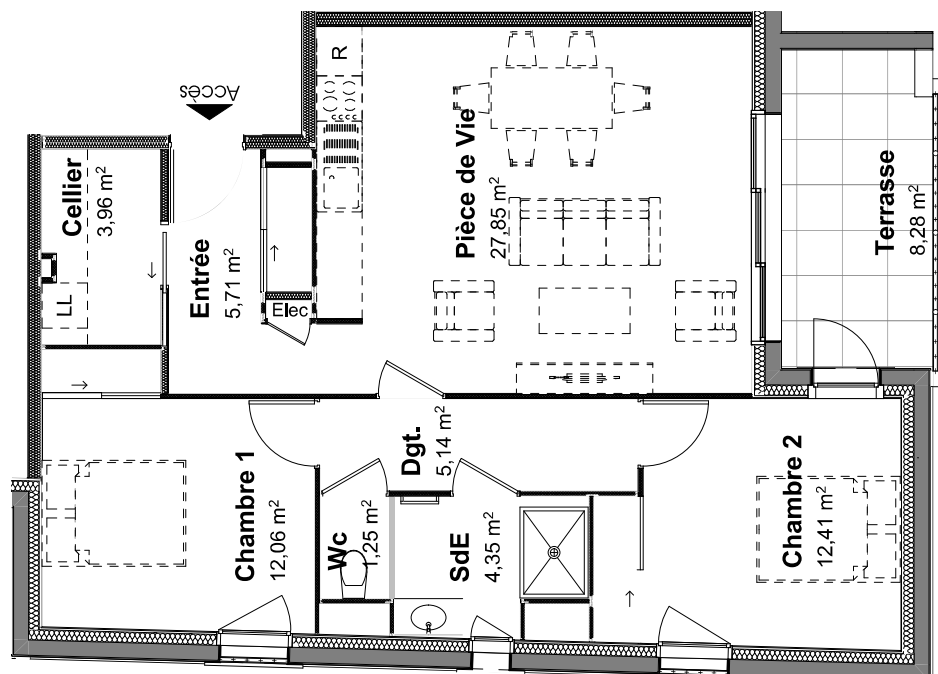 Accès
Cellier
3,96 m²
LL
Entrée
5,71 m²
Elec
R
Pièce de Vie
27,85 m²
Terrasse
8,28 m²
Dgt.
5,14 m²
Chambre 1
12,06 m²
Wc
1,25 m²
SdE
4,35 m²
Chambre 2
12,41 m²